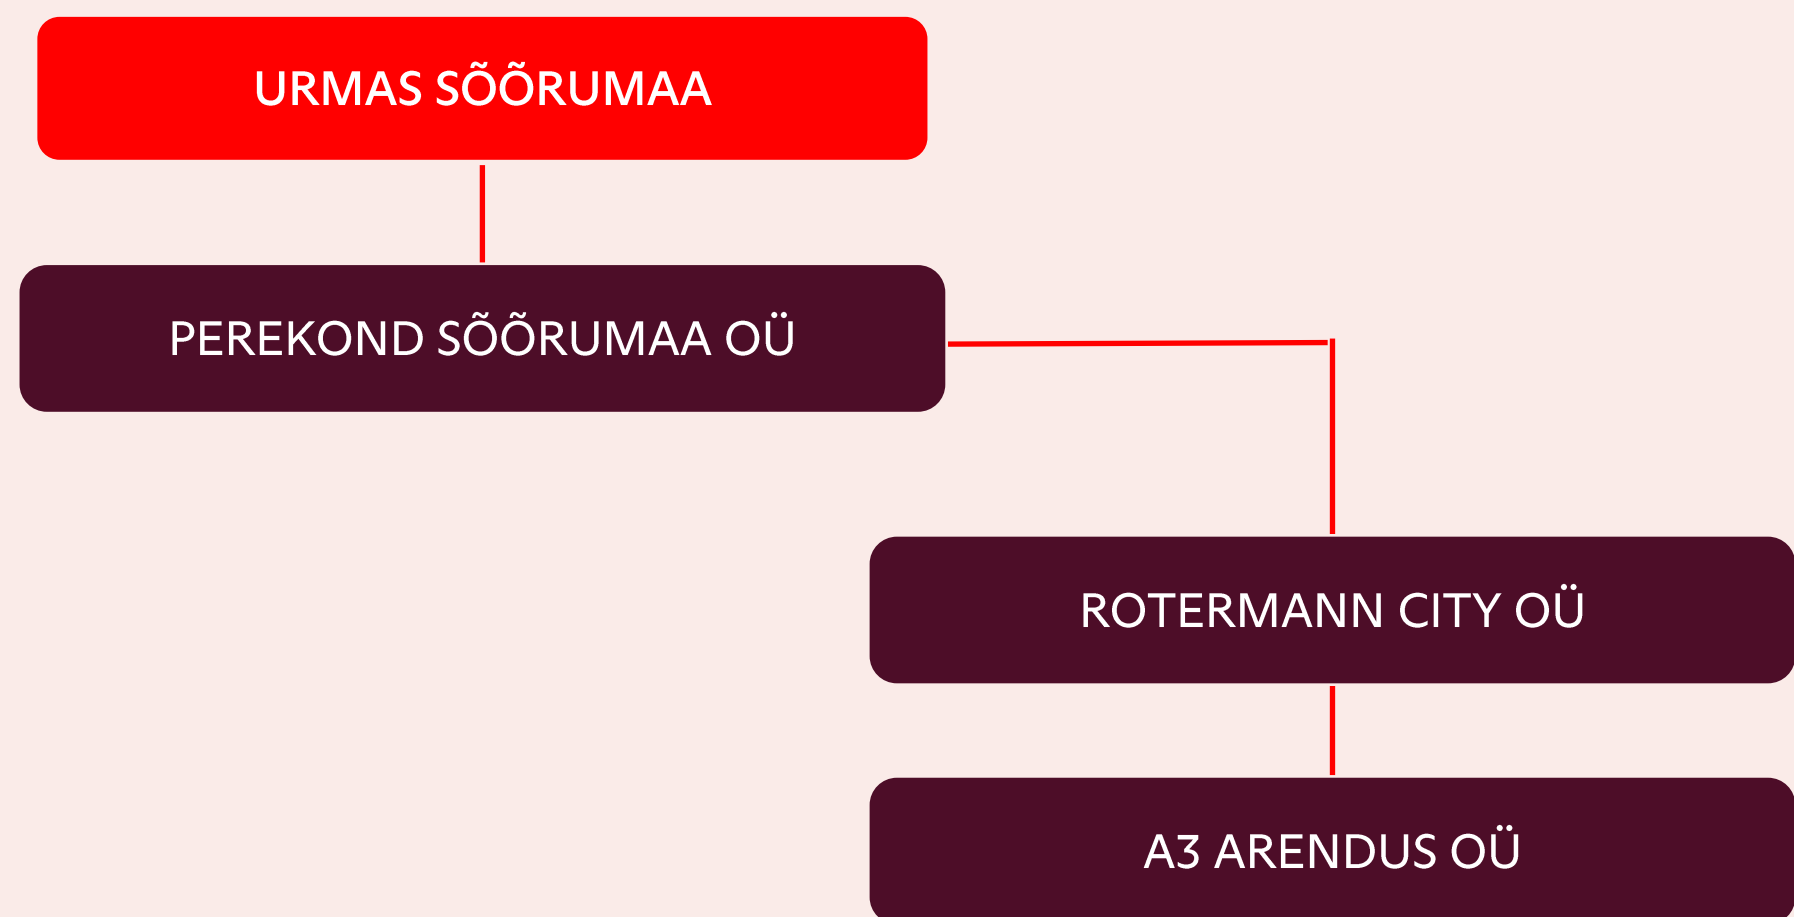 URMAS SÕÕRUMAA
PEREKOND SÕÕRUMAA OÜ
ROTERMANN CITY OÜ
A3 ARENDUS OÜ